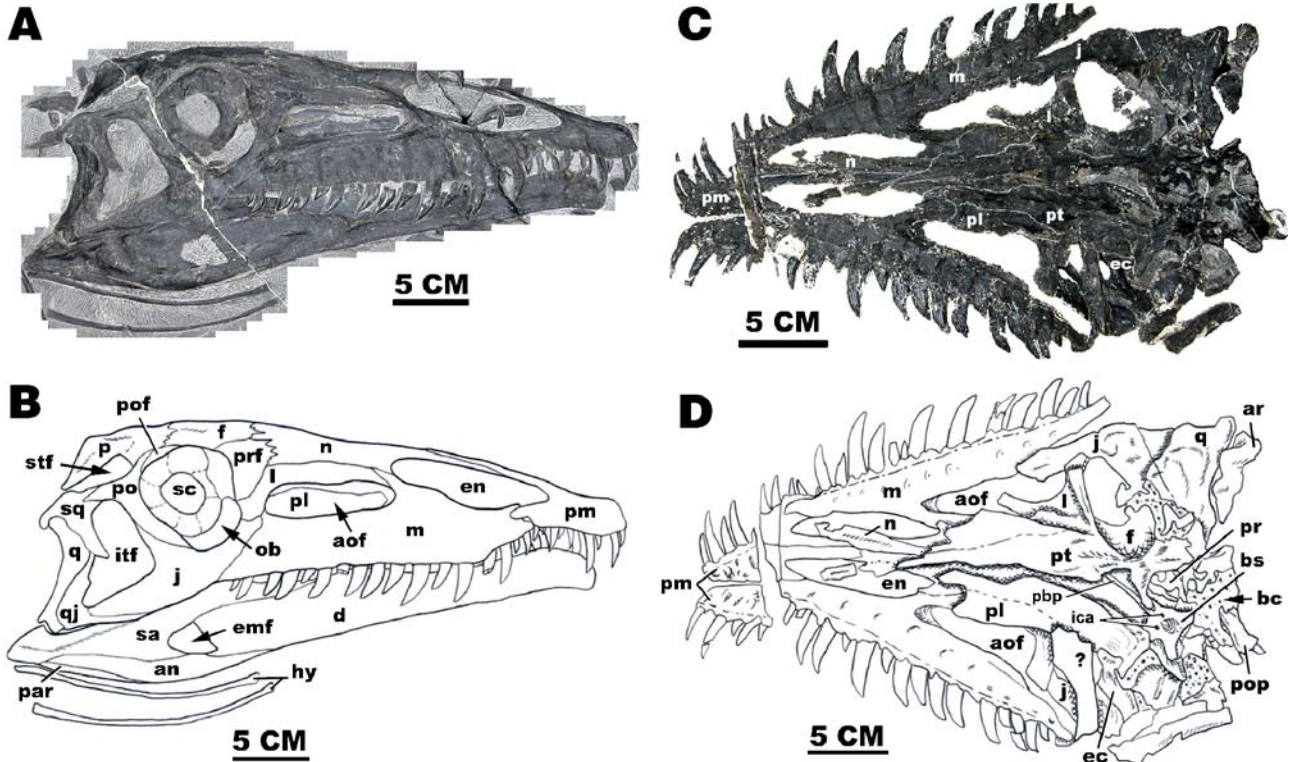 A
5 CM
B
pof
p
f
stf
n
prf
po
l
sc
en
pl
sq
pm
itf
ob
aof
m
q
j
qj
sa
emf
d
an
hy
par
5 CM
C
j
m
l
n
pm
pl
pt
ec
5 CM
D
ar
j
q
m
aof
l
n
f
pr
pt
bs
pm
en
pbp
bc
ica
pl
aof
?
j
pop
ec
5 CM